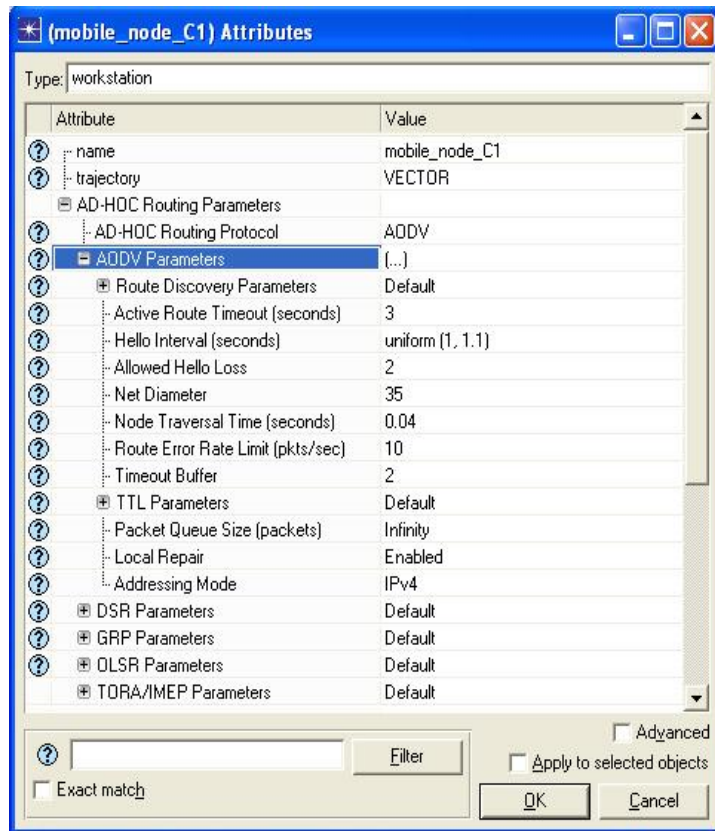 (mobile_node_C1) Attributes
Type: workstation
Attribute Value
name mobile_node_C1
trajectory VECTOR
AD-HOC Routing Parameters
AD-HOC Routing Protocol AODV
AODV Parameters (...)
Route Discovery Parameters Default
Active Route Timeout (seconds) 3
Hello Interval (seconds) uniform (1, 1.1)
Allowed Hello Loss 2
Net Diameter 35
Node Traversal Time (seconds) 0.04
Route Error Rate Limit (pkts/sec) 10
Timeout Buffer 2
TTL Parameters Default
Packet Queue Size (packets) Infinity
Local Repair Enabled
Addressing Mode IPv4
DSR Parameters Default
GRP Parameters Default
OLSR Parameters Default
TORA/IMEP Parameters Default
Advanced
Filter Apply to selected objects
Exact match
OK Cancel